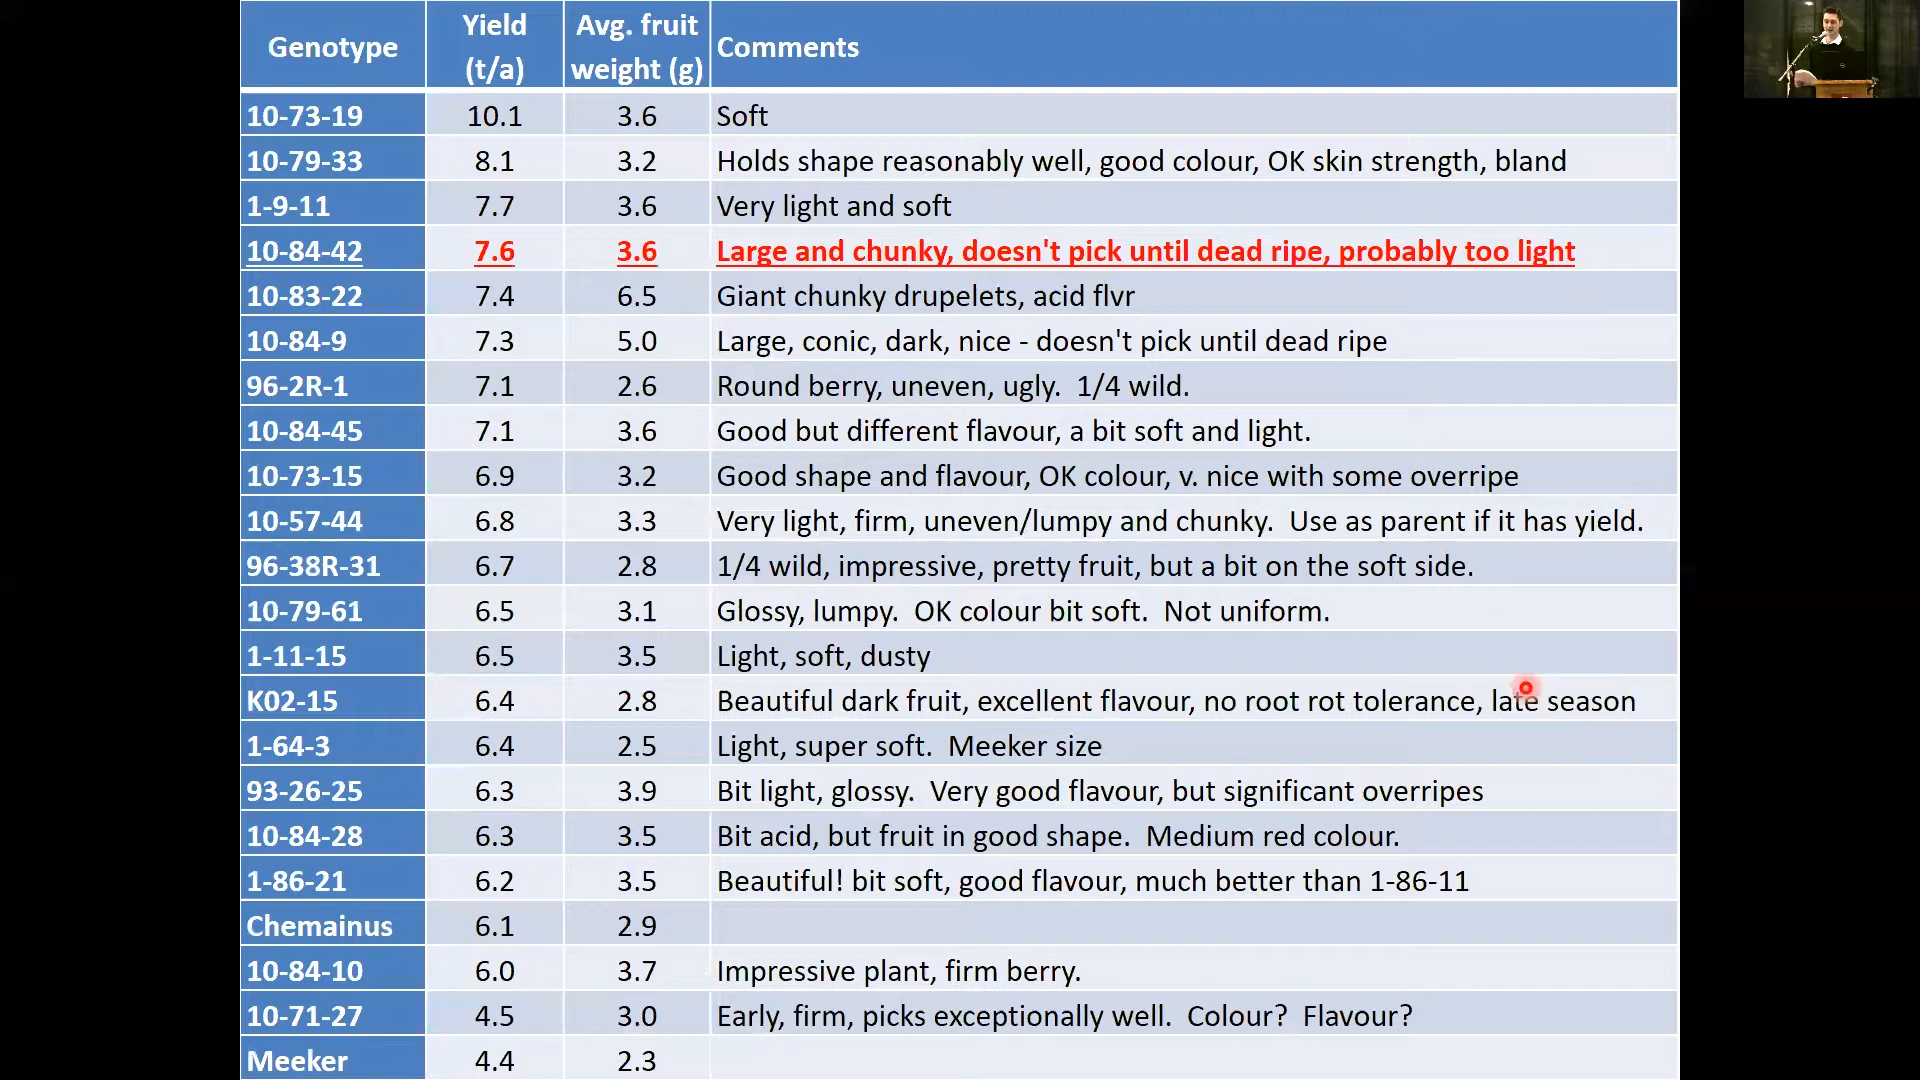 Genotype Yield (t/a) Avg. fruit weight (g) Comments
10-73-19 10.1 3.6 Soft
10-79-33 8.1 3.2 Holds shape reasonably well, good colour, OK skin strength, bland
1-9-11 7.7 3.6 Very light and soft
10-84-42 7.6 3.6 Large and chunky, doesn't pick until dead ripe, probably too light
10-83-22 7.4 6.5 Giant chunky drupelets, acid flvr
10-84-9 7.3 5.0 Large, conic, dark, nice - doesn't pick until dead ripe
96-2R-1 7.1 2.6 Round berry, uneven, ugly. 1/4 wild.
10-84-45 7.1 3.6 Good but different flavour, a bit soft and light.
10-73-15 6.9 3.2 Good shape and flavour, OK colour, v. nice with some overripe
10-57-44 6.8 3.3 Very light, firm, uneven/lumpy and chunky. Use as parent if it has yield.
96-38R-31 6.7 2.8 1/4 wild, impressive, pretty fruit, but a bit on the soft side.
10-79-61 6.5 3.1 Glossy, lumpy. OK colour bit soft. Not uniform.
1-11-15 6.5 3.5 Light, soft, dusty
K02-15 6.4 2.8 Beautiful dark fruit, excellent flavour, no root rot tolerance, late season
1-64-3 6.4 2.5 Light, super soft. Meeker size
93-26-25 6.3 3.9 Bit light, glossy. Very good flavour, but significant overripes
10-84-28 6.3 3.5 Bit acid, but fruit in good shape. Medium red colour.
1-86-21 6.2 3.5 Beautiful! bit soft, good flavour, much better than 1-86-11
Chemainus 6.1 2.9
10-84-10 6.0 3.7 Impressive plant, firm berry.
10-71-27 4.5 3.0 Early, firm, picks exceptionally well. Colour? Flavour?
Meeker 4.4 2.3